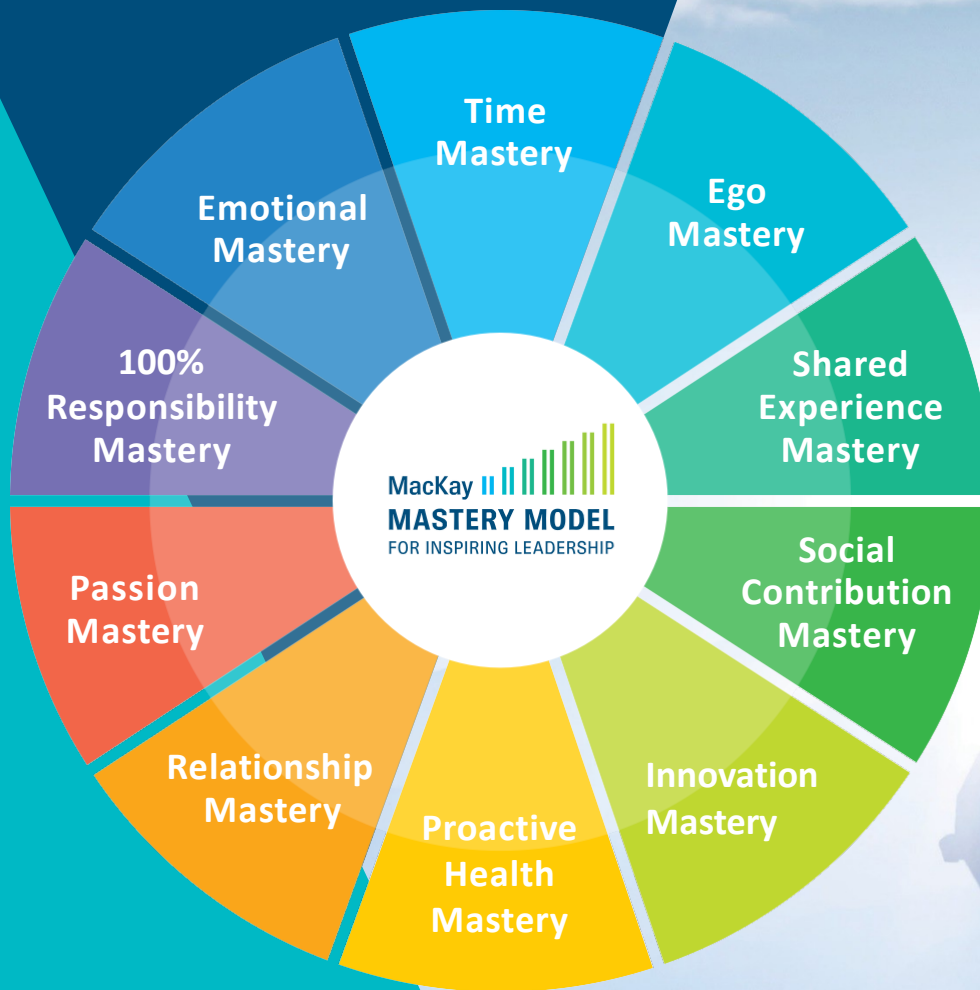 Time
Mastery
Ego
Mastery
Shared
Experience
Mastery
Social
Contribution
Mastery
Innovation
Mastery
Proactive
Health
Mastery
Relationship
Mastery
Passion
Mastery
100%
Responsibility
Mastery
Emotional
Mastery
MacKay
MASTERY MODEL
FOR INSPIRING LEADERSHIP